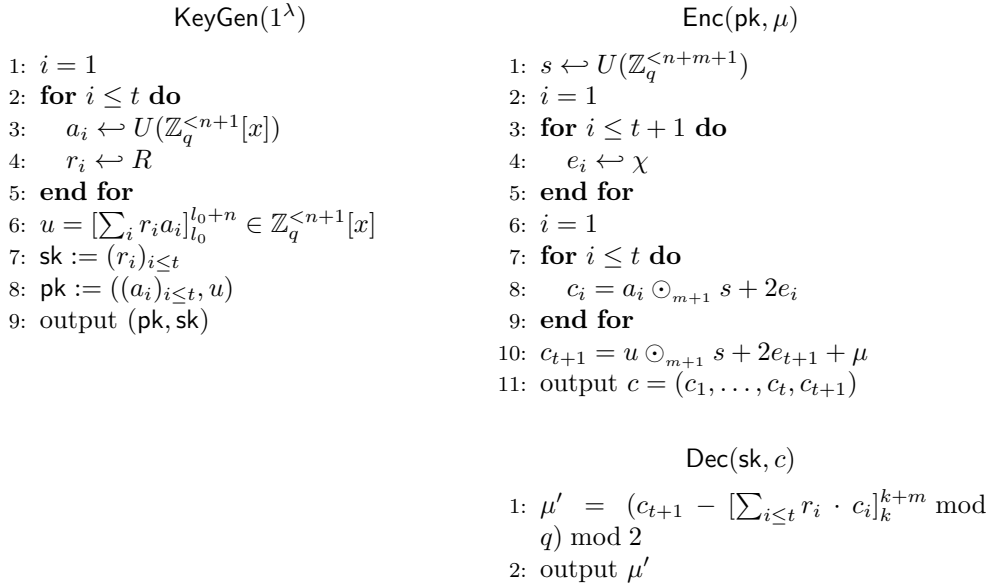 KeyGen(1^λ)
1: i = 1
2: for i ≤ t do
3: a_i ↩ U(ℤ_q^{<n+1}[x])
4: r_i ↩ R
5: end for
6: u = [∑_i r_i a_i]_{l_0}^{l_0+n} ∈ ℤ_q^{<n+1}[x]
7: sk := (r_i)_{i≤t}
8: pk := ((a_i)_{i≤t}, u)
9: output (pk, sk)
Enc(pk, μ)
1: s ↩ U(ℤ_q^{<n+m+1})
2: i = 1
3: for i ≤ t + 1 do
4: e_i ↩ χ
5: end for
6: i = 1
7: for i ≤ t do
8: c_i = a_i ⊙_{m+1} s + 2e_i
9: end for
10: c_{t+1} = u ⊙_{m+1} s + 2e_{t+1} + μ
11: output c = (c_1, . . . , c_t, c_{t+1})
Dec(sk, c)
1: μ′ = (c_{t+1} − [∑_{i≤t} r_i · c_i]_k^{k+m} mod
q) mod 2
2: output μ′